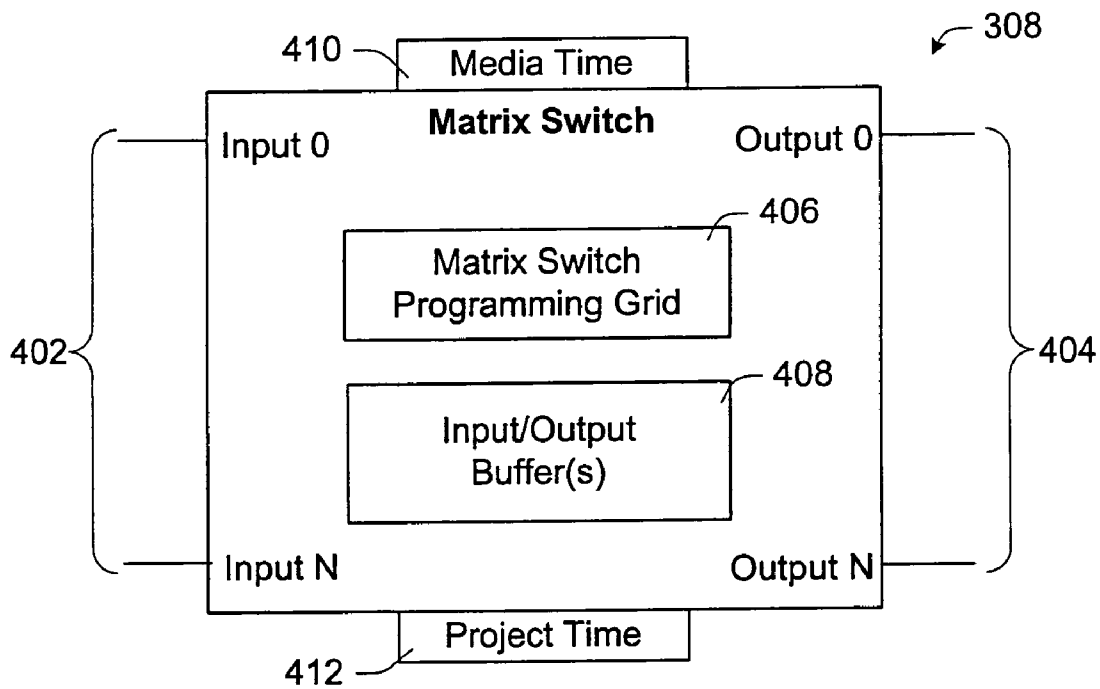 308
410
Media Time
Matrix Switch
Input 0
Output 0
406
Matrix Switch
Programming Grid
402
404
408
Input/Output
Buffer(s)
Input N
Output N
Project Time
412